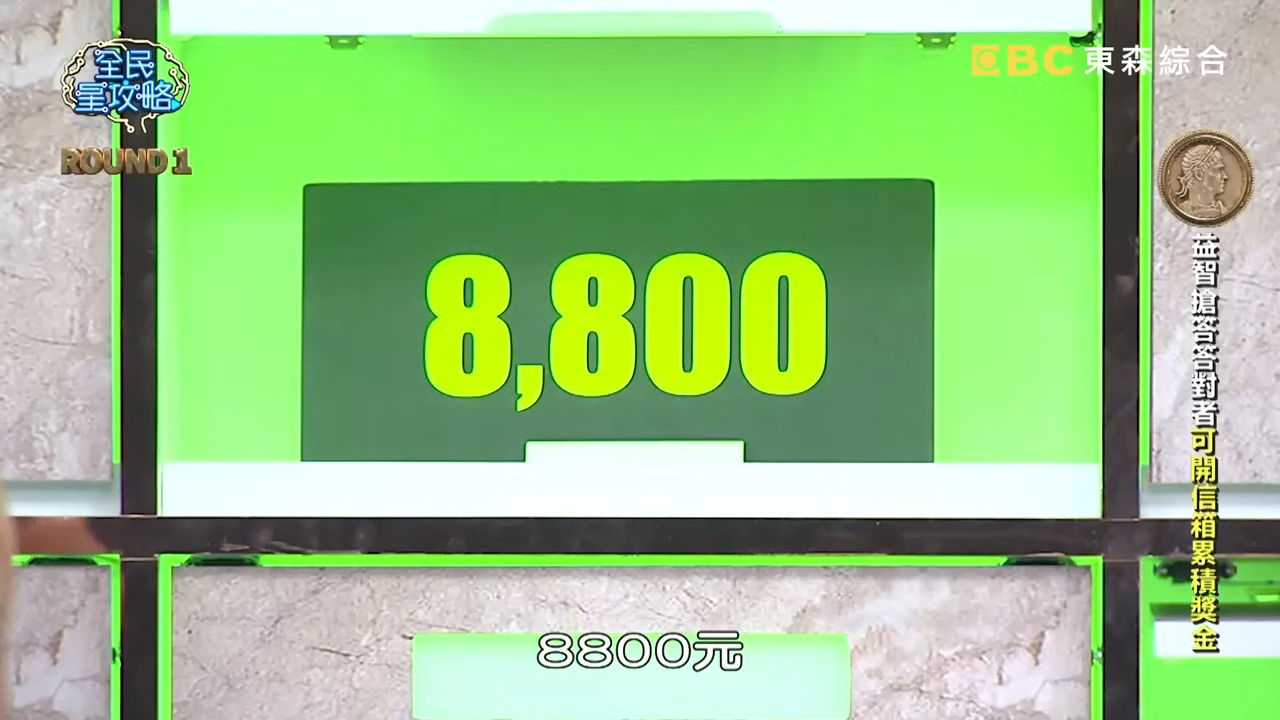 全民
星攻略
ROUND 1
EBC 東森綜合
8,800
益智搶答答對者可開信箱累積獎金
8800元